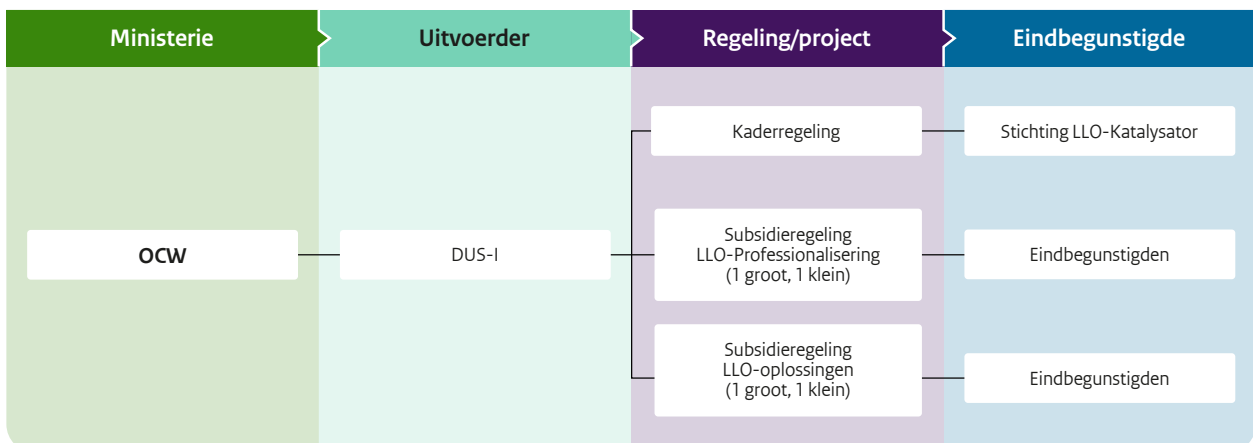 Ministerie
Uitvoerder
Regeling/project
Eindbegunstigde
Kaderregeling
Stichting LLO-Katalysator
OCW
DUS-I
Subsidieregeling
LLO-Professionalisering
(1 groot, 1 klein)
Eindbegunstigden
Subsidieregeling
LLO-oplossingen
(1 groot, 1 klein)
Eindbegunstigden